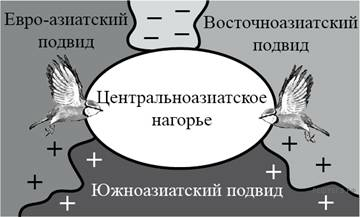 Евро-азиатский
подвид
Восточноазиатский
подвид
− −
−
Центральноазиатское
нагорье
+ +
+ +
+ +
Южноазиатский подвид